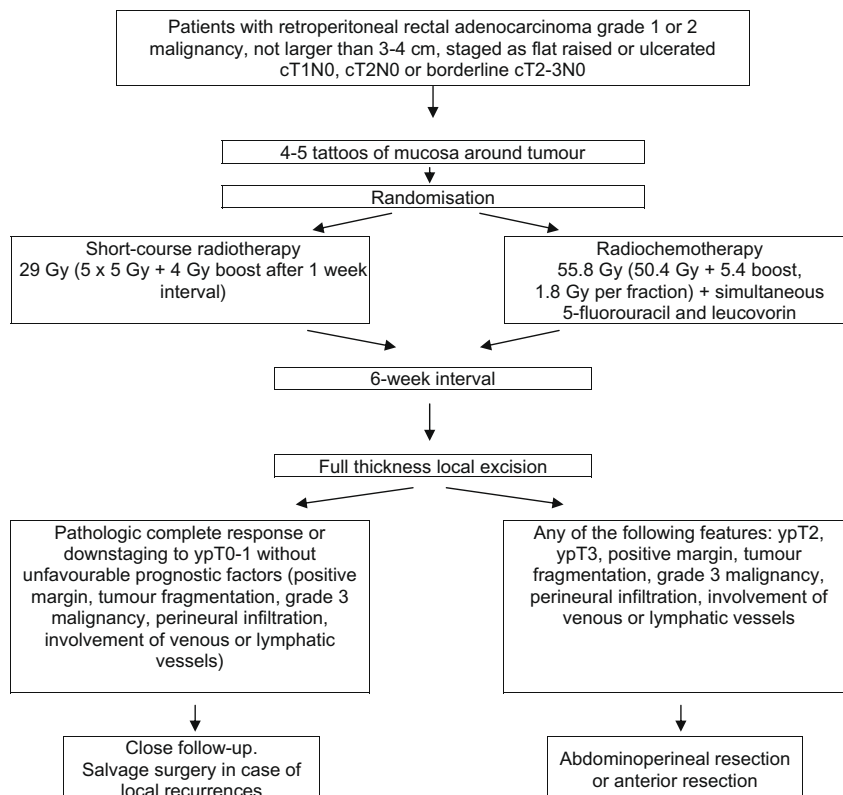 Patients with retroperitoneal rectal adenocarcinoma grade 1 or 2
malignancy, not larger than 3-4 cm, staged as flat raised or ulcerated
cT1N0, cT2N0 or borderline cT2-3N0
4-5 tattoos of mucosa around tumour
Randomisation
Short-course radiotherapy
29 Gy (5 x 5 Gy + 4 Gy boost after 1 week
interval)
Radiochemotherapy
55.8 Gy (50.4 Gy + 5.4 boost,
1.8 Gy per fraction) + simultaneous
5-fluorouracil and leucovorin
6-week interval
Full thickness local excision
Pathologic complete response or
downstaging to ypT0-1 without
unfavourable prognostic factors (positive
margin, tumour fragmentation, grade 3
malignancy, perineural infiltration,
involvement of venous or lymphatic
vessels)
Any of the following features: ypT2,
ypT3, positive margin, tumour
fragmentation, grade 3 malignancy,
perineural infiltration, involvement of
venous or lymphatic vessels
Close follow-up.
Salvage surgery in case of
local recurrences
Abdominoperineal resection
or anterior resection